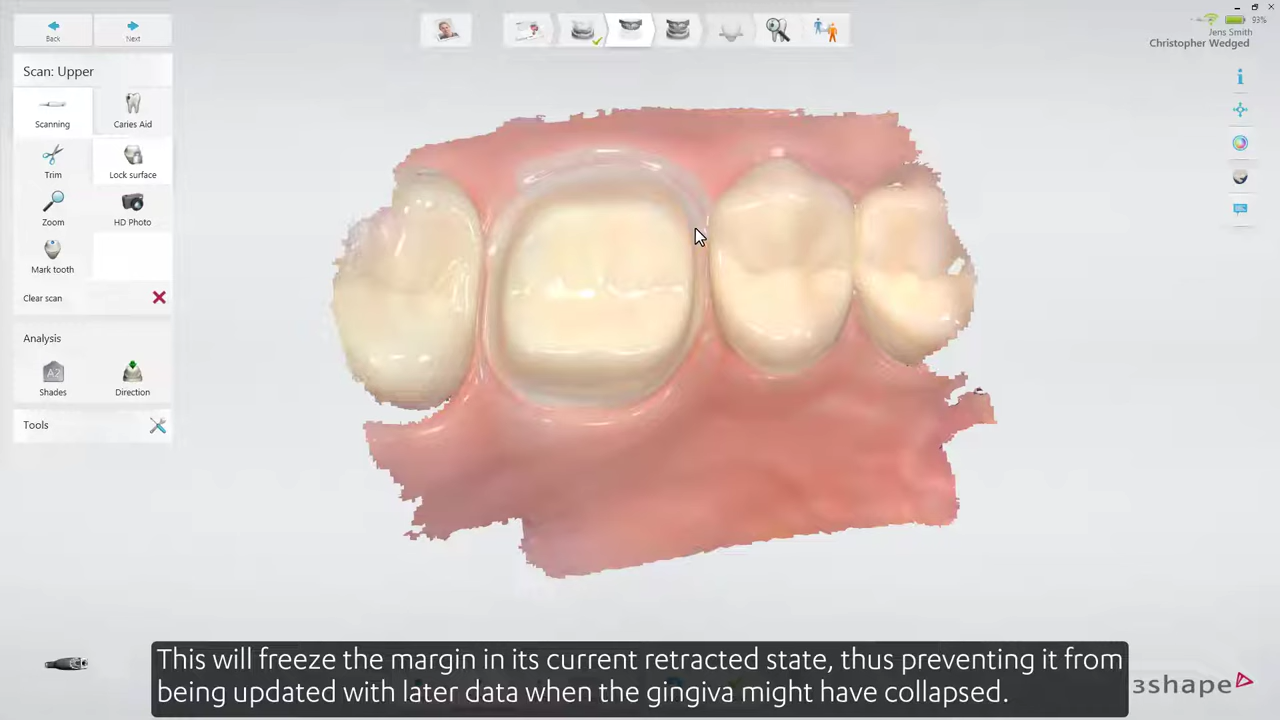 93%
Jens Smith
Christopher Wedged
Back
Next
Scan: Upper
Scanning
Caries Aid
Trim
Lock surface
Zoom
HD Photo
Mark tooth
Clear scan
Analysis
A2
Shades
Direction
Tools
This will freeze the margin in its current retracted state, thus preventing it from
being updated with later data when the gingiva might have collapsed.
3shape